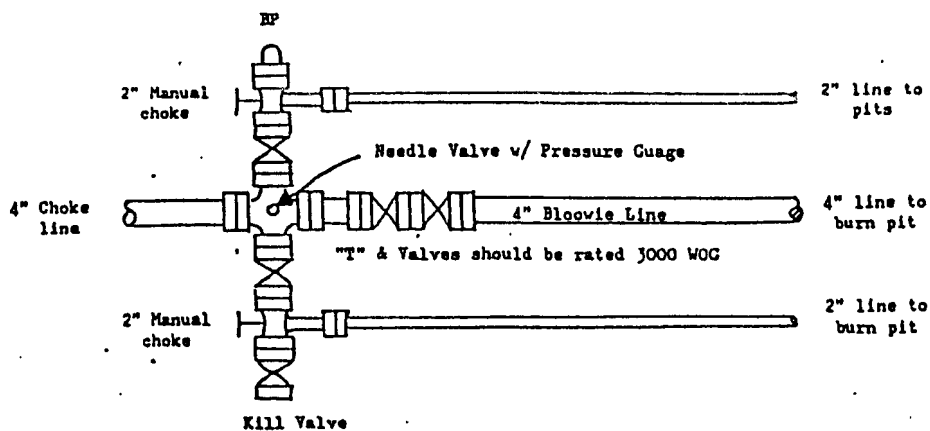 BP
2" Manual
choke
2" line to
pits
Needle Valve w/ Pressure Guage
4" Choke
line
4" Bloowie Line
4" line to
burn pit
"T" & Valves should be rated 3000 WOG
2" Manual
choke
2" line to
burn pit
Kill Valve